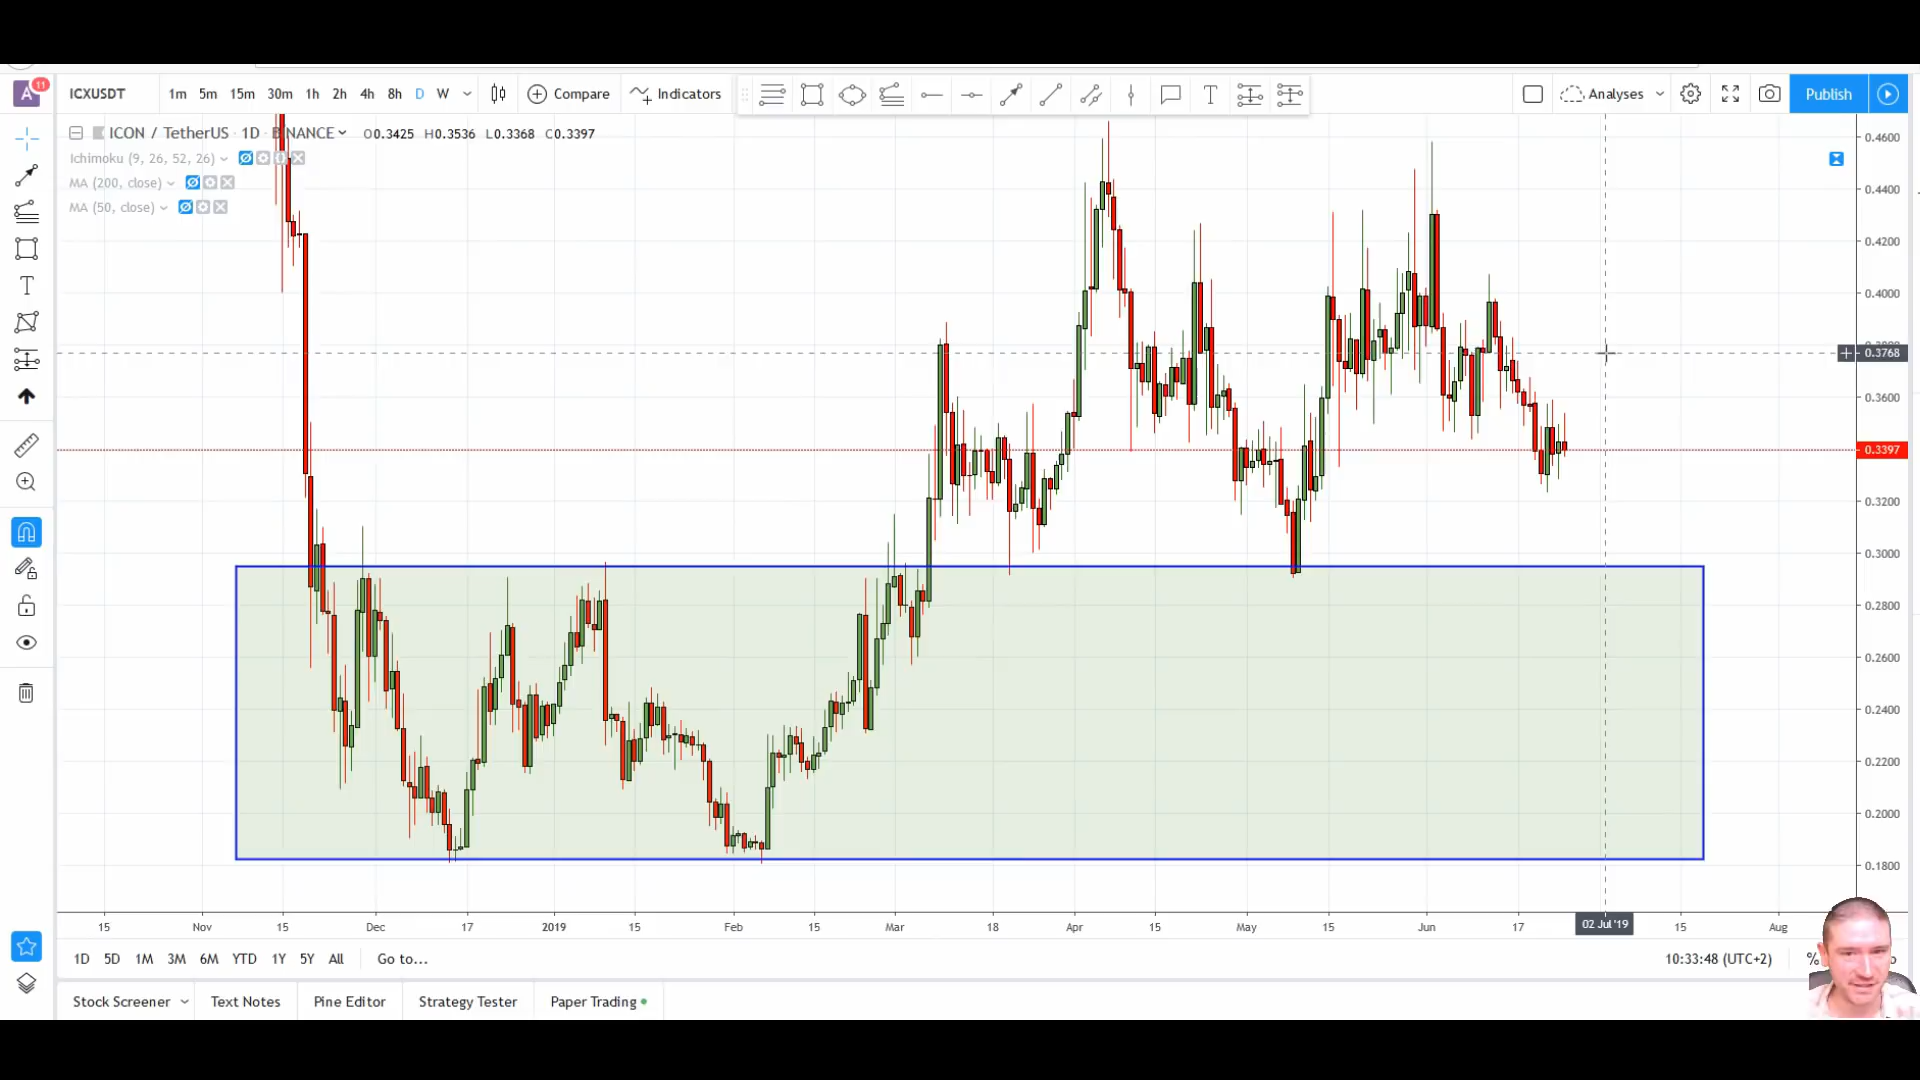 A 11 ICXUSDT 1m 5m 15m 30m 1h 2h 4h 8h D W Compare Indicators Analyses Publish
ICON / TetherUS 1D BINANCE O0.3425 H0.3536 L0.3368 C0.3397
Ichimoku (9, 26, 52, 26)
MA (200, close)
MA (50, close)
0.4600
0.4400
0.4200
0.4000
0.3768
0.3600
0.3397
0.3200
0.3000
0.2800
0.2600
0.2400
0.2200
0.2000
0.1800
15 Nov 15 Dec 17 2019 15 Feb 15 Mar 18 Apr 15 May 15 Jun 17 02 Jul '19 15 Aug
1D 5D 1M 3M 6M YTD 1Y 5Y All Go to... 10:33:48 (UTC+2) %
Stock Screener Text Notes Pine Editor Strategy Tester Paper Trading